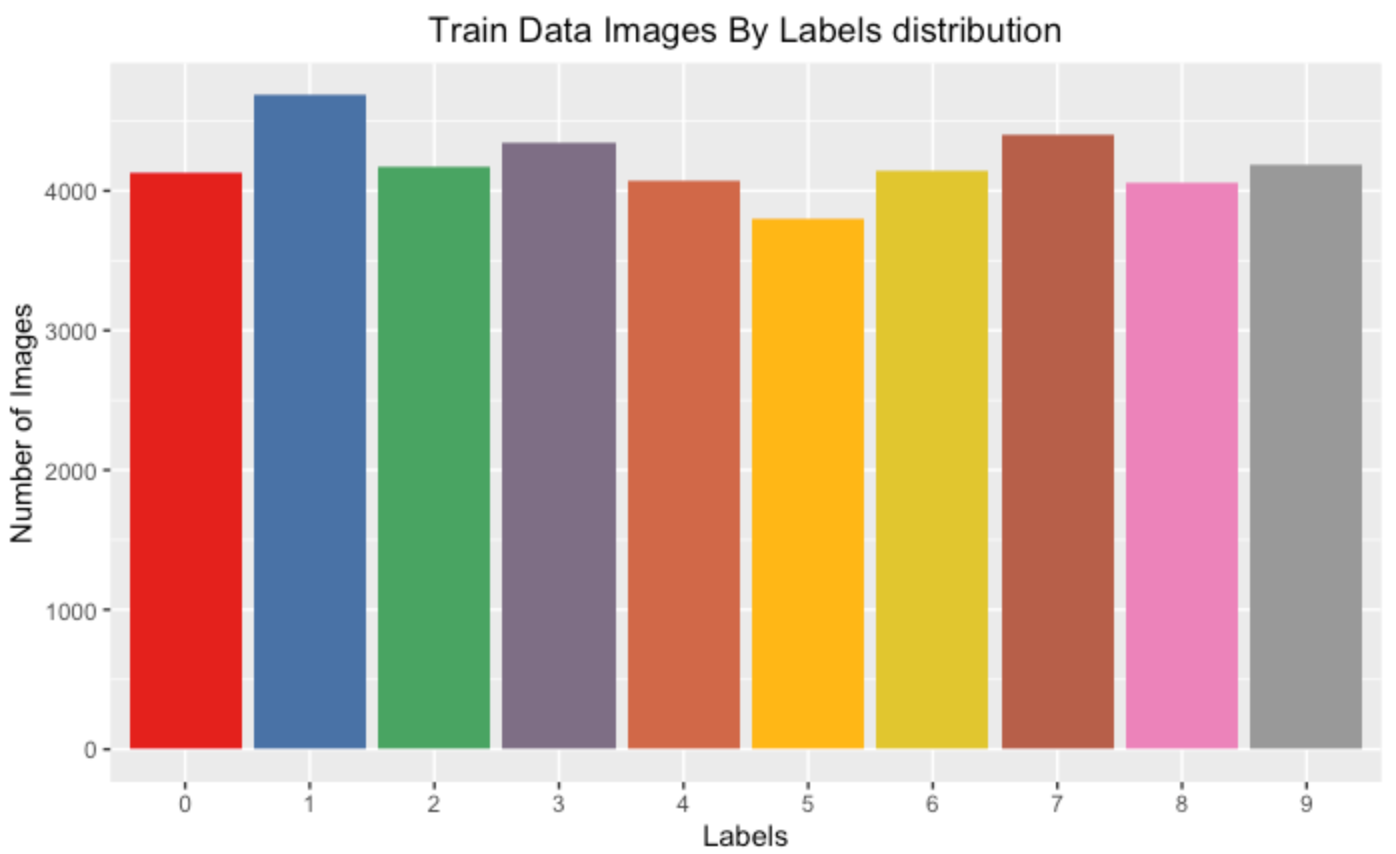 Train Data Images By Labels distribution
Number of Images
4000
3000
2000
1000
0
0 1 2 3 4 5 6 7 8 9
Labels